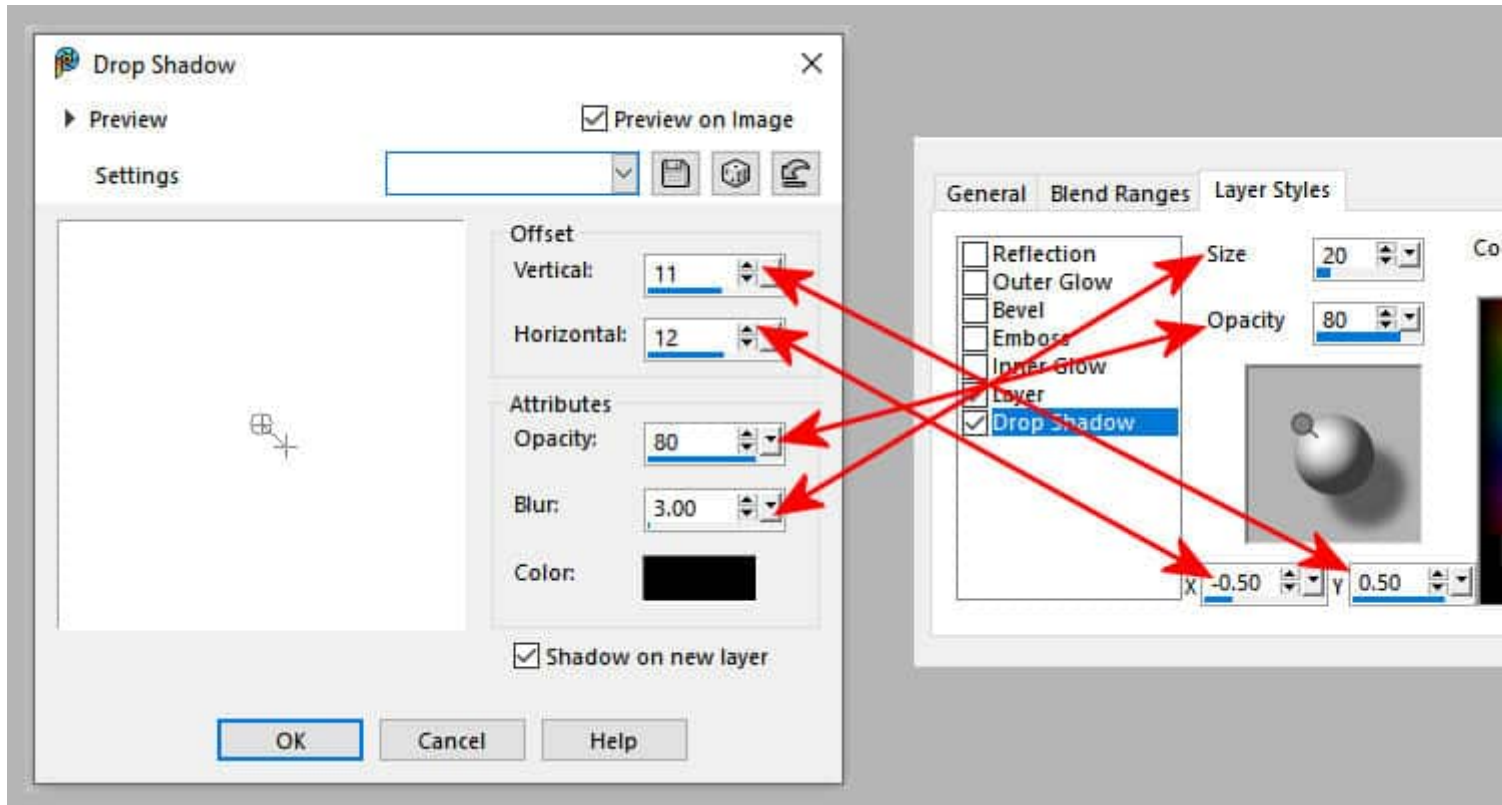 Drop Shadow
Preview
Preview on Image
Settings
Offset
Vertical: 11
Horizontal: 12
Attributes
Opacity: 80
Blur: 3.00
Color:
Shadow on new layer
OK Cancel Help
General Blend Ranges Layer Styles
Reflection
Outer Glow
Bevel
Emboss
Inner Glow
Layer
Drop Shadow
Size 20
Opacity 80
X -0.50 Y 0.50
Co